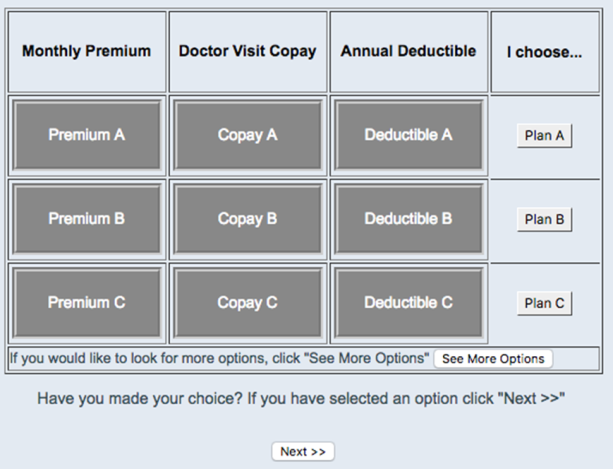 Monthly Premium Doctor Visit Copay Annual Deductible I choose...
Premium A Copay A Deductible A Plan A
Premium B Copay B Deductible B Plan B
Premium C Copay C Deductible C Plan C
If you would like to look for more options, click "See More Options" See More Options
Have you made your choice? If you have selected an option click "Next >>"
Next >>